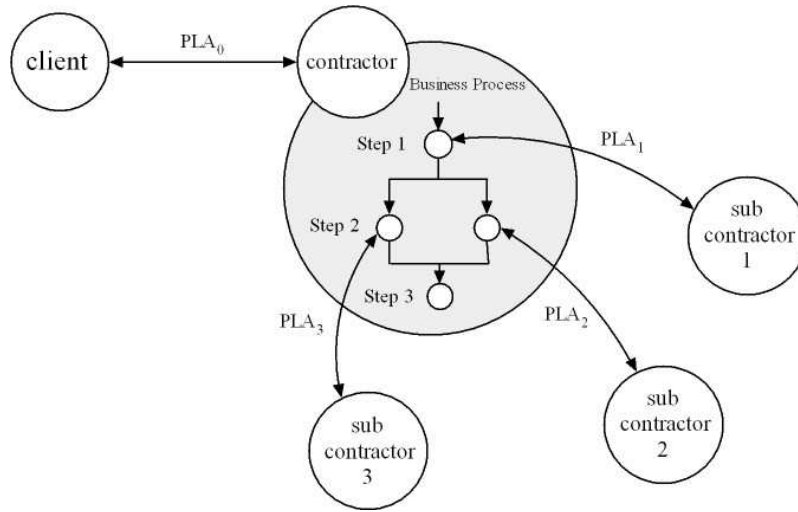 client
PLA0
contractor
Business Process
Step 1
PLA1
sub
contractor
1
Step 2
Step 3
PLA3
PLA2
sub
contractor
2
sub
contractor
3